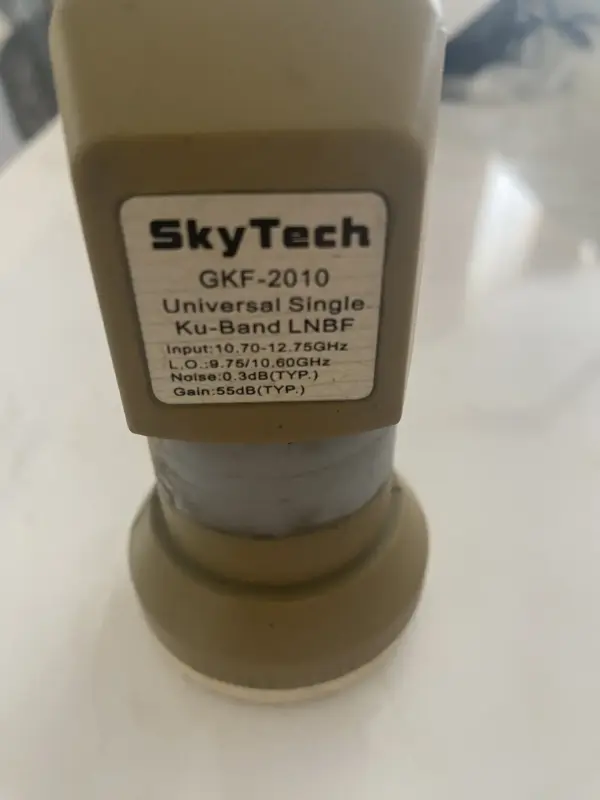 SkyTech
GKF-2010
Universal Single
Ku-Band LNBF
Input:10.70-12.75GHz
L.O.:9.75/10.60GHz
Noise:0.3dB(TYP.)
Gain:55dB(TYP.)